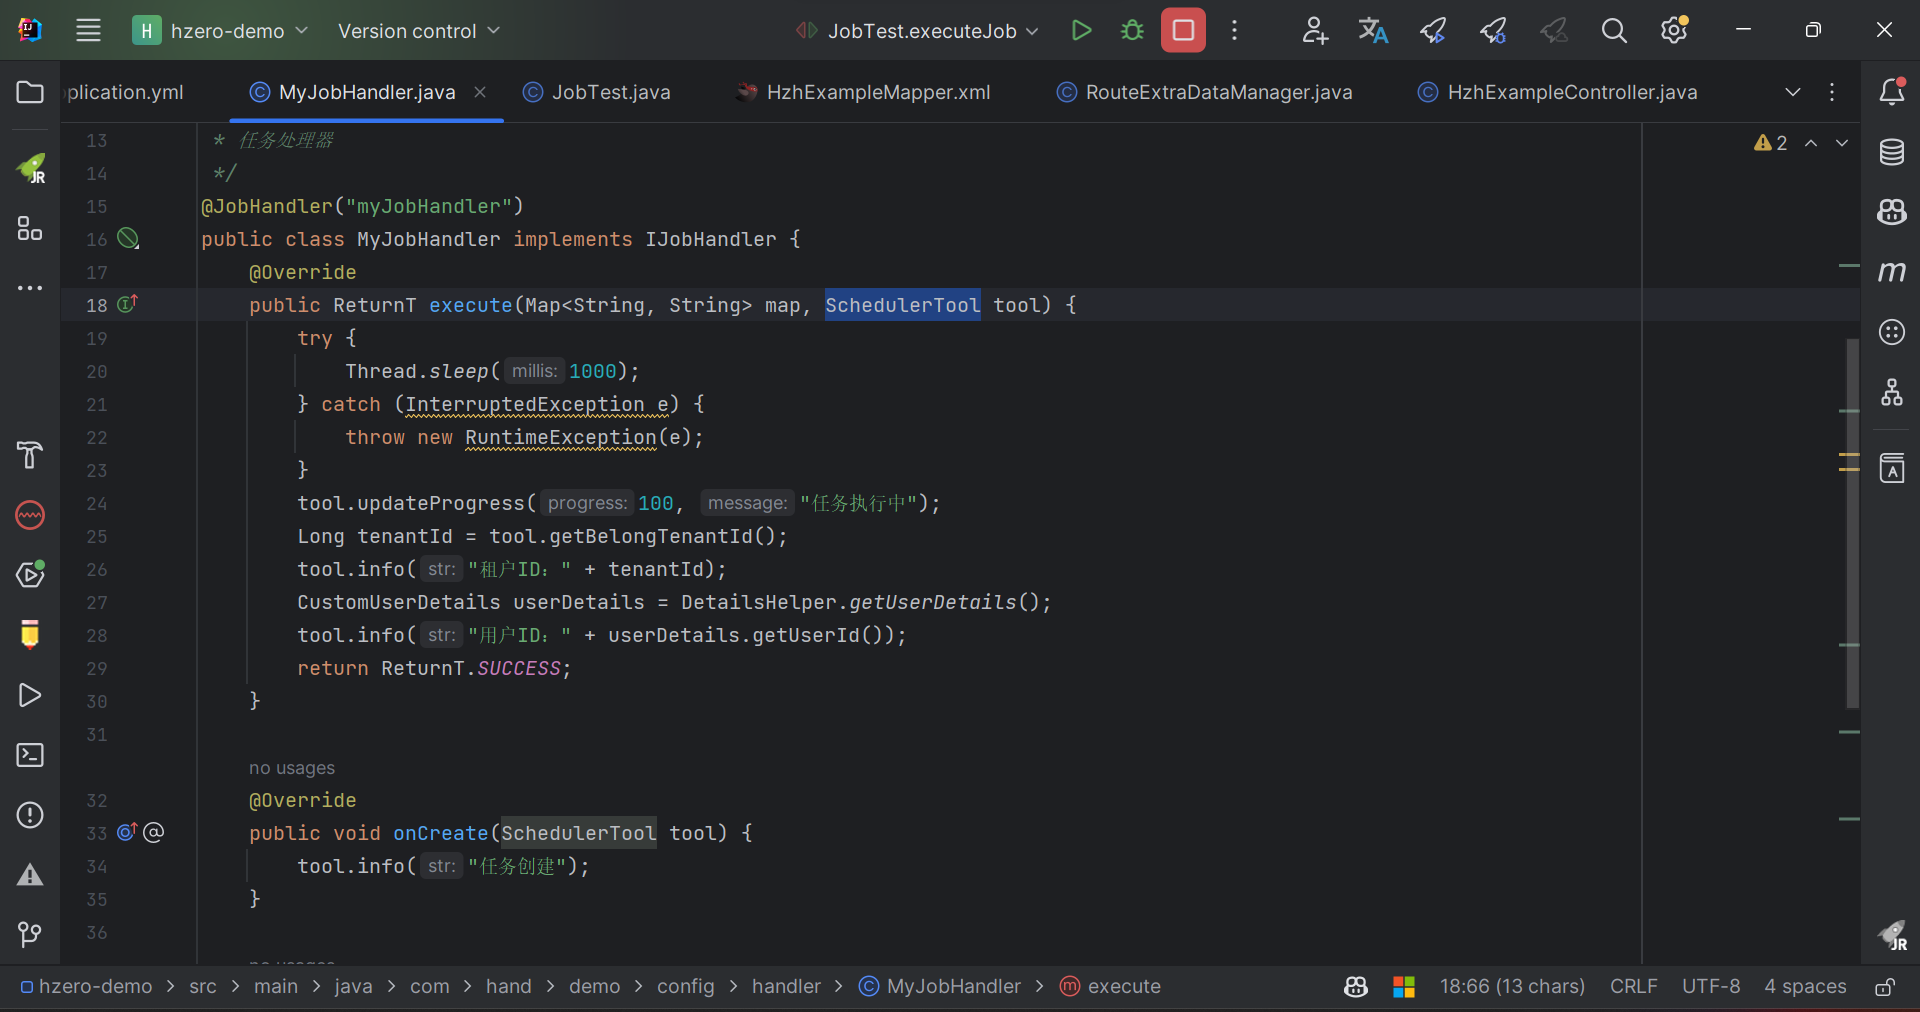 H hzero-demo Version control JobTest.executeJob
plication.yml MyJobHandler.java JobTest.java HzhExampleMapper.xml RouteExtraDataManager.java HzhExampleController.java
2
13 * 任务处理器
14 */
15 @JobHandler("myJobHandler")
16 public class MyJobHandler implements IJobHandler {
17 @Override
18 public ReturnT execute(Map<String, String> map, SchedulerTool tool) {
19 try {
20 Thread.sleep( millis: 1000);
21 } catch (InterruptedException e) {
22 throw new RuntimeException(e);
23 }
24 tool.updateProgress( progress: 100, message: "任务执行中");
25 Long tenantId = tool.getBelongTenantId();
26 tool.info( str: "租户ID：" + tenantId);
27 CustomUserDetails userDetails = DetailsHelper.getUserDetails();
28 tool.info( str: "用户ID：" + userDetails.getUserId());
29 return ReturnT.SUCCESS;
30 }
31
no usages
32 @Override
33 public void onCreate(SchedulerTool tool) {
34 tool.info( str: "任务创建");
35 }
36
hzero-demo > src > main > java > com > hand > demo > config > handler > MyJobHandler > execute 18:66 (13 chars) CRLF UTF-8 4 spaces